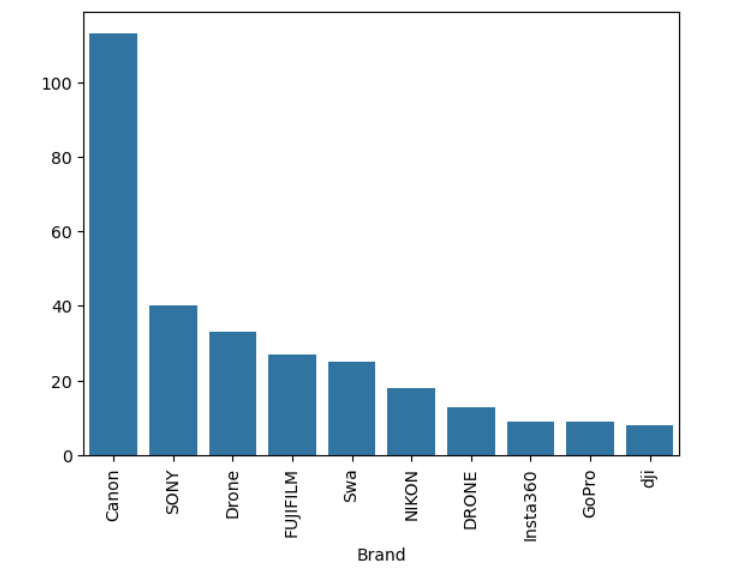 100
80
60
40
20
0
Canon
SONY
Drone
FUJIFILM
Swa
NIKON
DRONE
Insta360
GoPro
dji
Brand